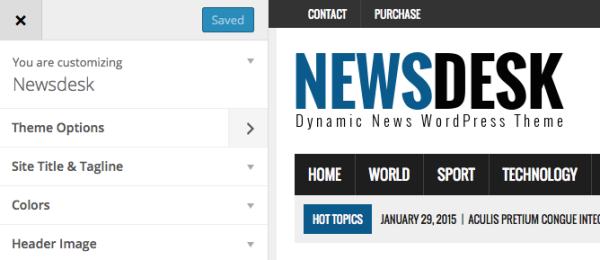 Saved
You are customizing
Newsdesk
Theme Options
Site Title & Tagline
Colors
Header Image
CONTACT PURCHASE
NEWSDESK
Dynamic News WordPress Theme
HOME WORLD SPORT TECHNOLOGY
HOT TOPICS JANUARY 29, 2015 | ACULIS PRETIUM CONGUE